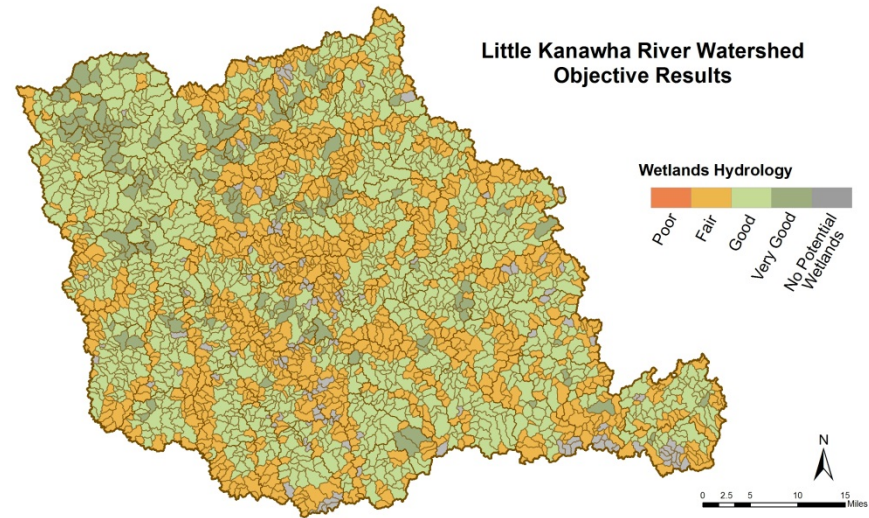 Little Kanawha River Watershed
Objective Results
Wetlands Hydrology
Poor
Fair
Good
Very Good
No Potential
Wetlands
N
0 2.5 5 10 15
Miles